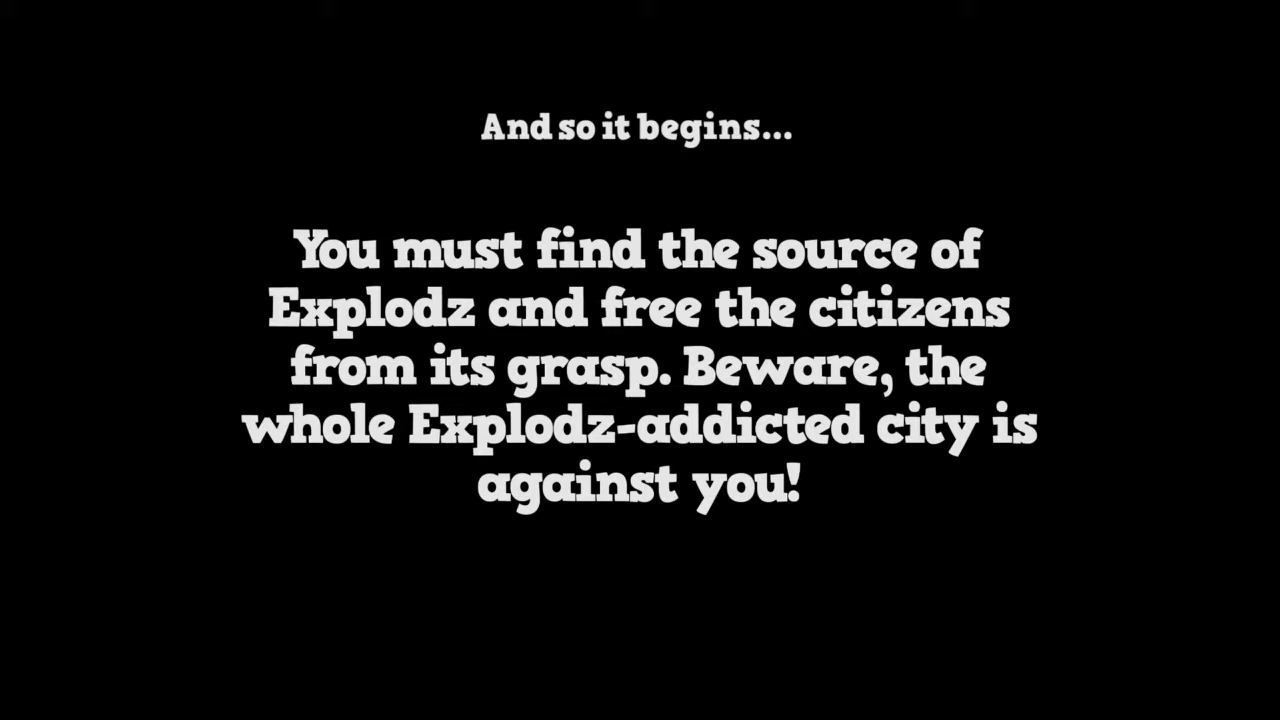 And so it begins...
You must find the source of
Explodz and free the citizens
from its grasp. Beware, the
whole Explodz-addicted city is
against you!